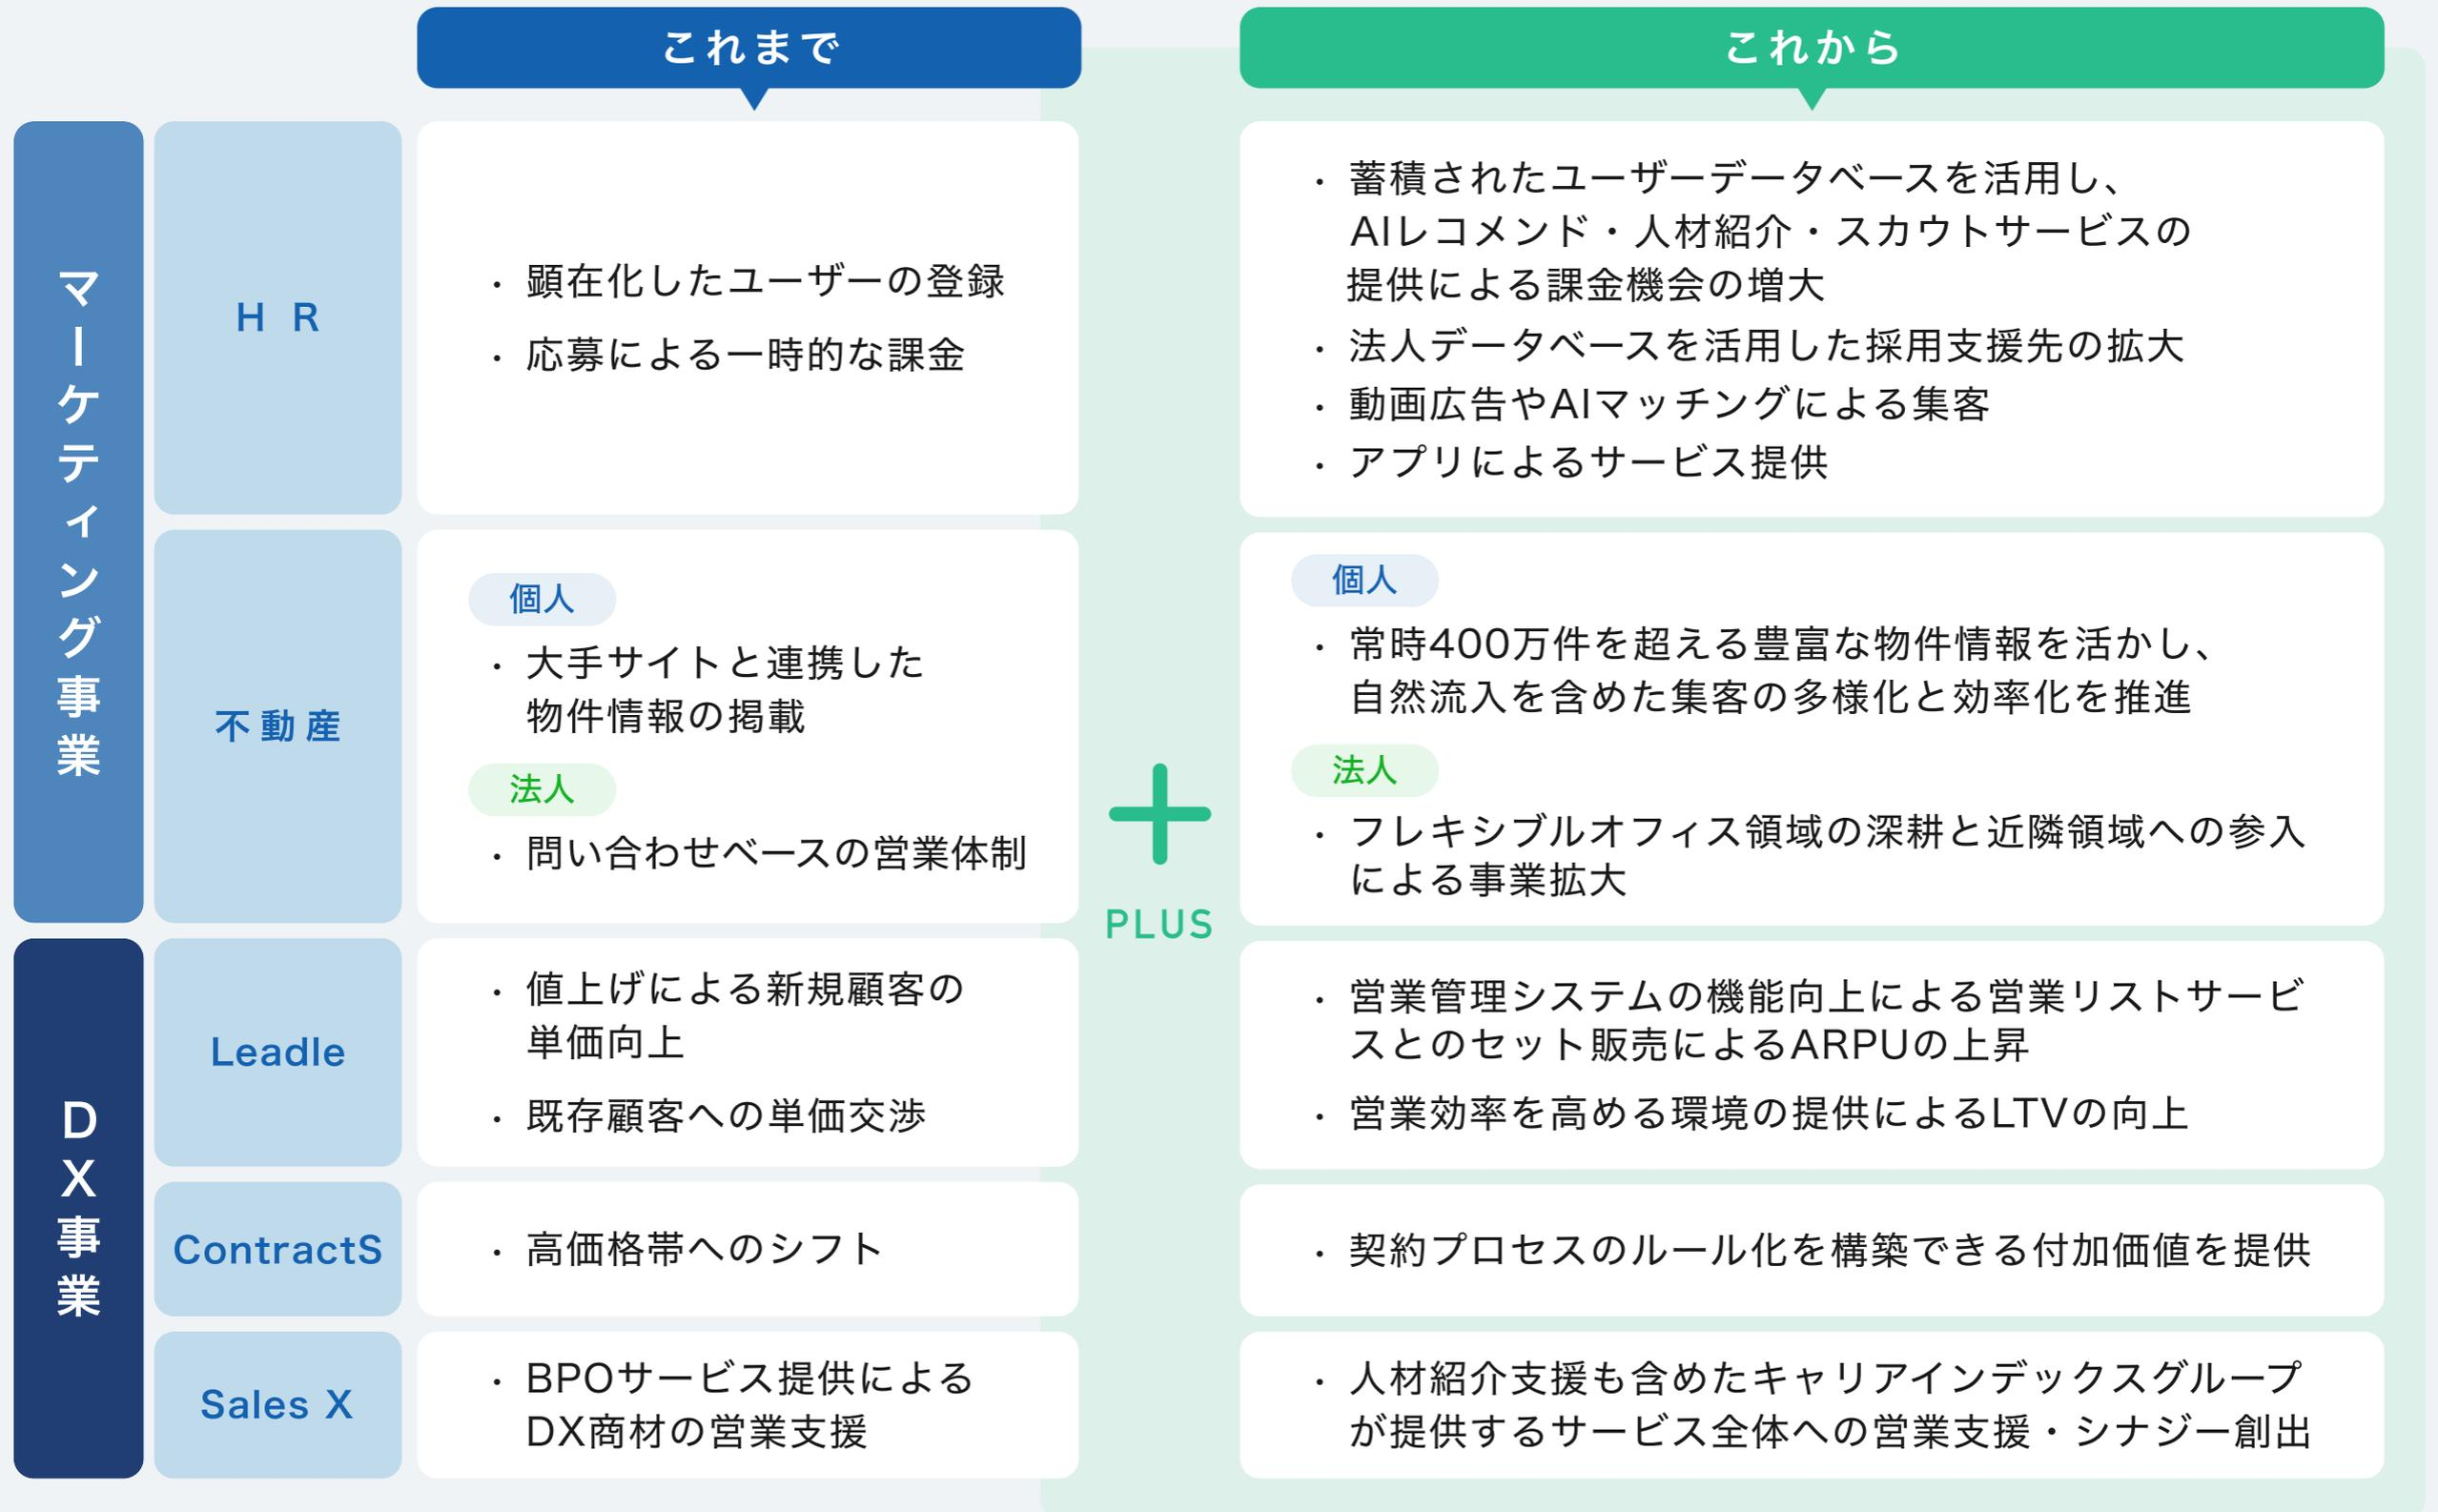 これまで
これから
マーケティング事業
HR
・顕在化したユーザーの登録
・応募による一時的な課金
・蓄積されたユーザーデータベースを活用し、
AIレコメンド・人材紹介・スカウトサービスの
提供による課金機会の増大
・法人データベースを活用した採用支援先の拡大
・動画広告やAIマッチングによる集客
・アプリによるサービス提供
不動産
個人
・大手サイトと連携した
物件情報の掲載
法人
・問い合わせベースの営業体制
個人
・常時400万件を超える豊富な物件情報を活かし、
自然流入を含めた集客の多様化と効率化を推進
法人
・フレキシブルオフィス領域の深耕と近隣領域への参入
による事業拡大
PLUS
DX事業
Leadle
・値上げによる新規顧客の
単価向上
・既存顧客への単価交渉
・営業管理システムの機能向上による営業リストサービ
スとのセット販売によるARPUの上昇
・営業効率を高める環境の提供によるLTVの向上
ContractS
・高価格帯へのシフト
・契約プロセスのルール化を構築できる付加価値を提供
Sales X
・BPOサービス提供による
DX商材の営業支援
・人材紹介支援も含めたキャリアインデックスグループ
が提供するサービス全体への営業支援・シナジー創出